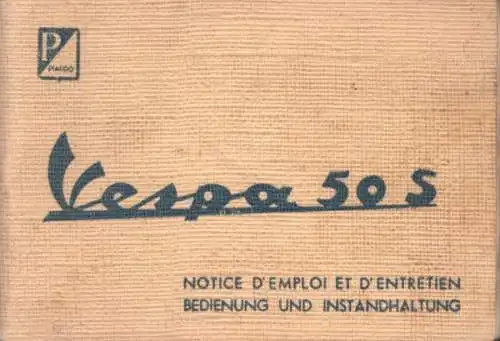 P
PIAGGIO
Vespa 50 S
NOTICE D'EMPLOI ET D'ENTRETIEN
BEDIENUNG UND INSTANDHALTUNG